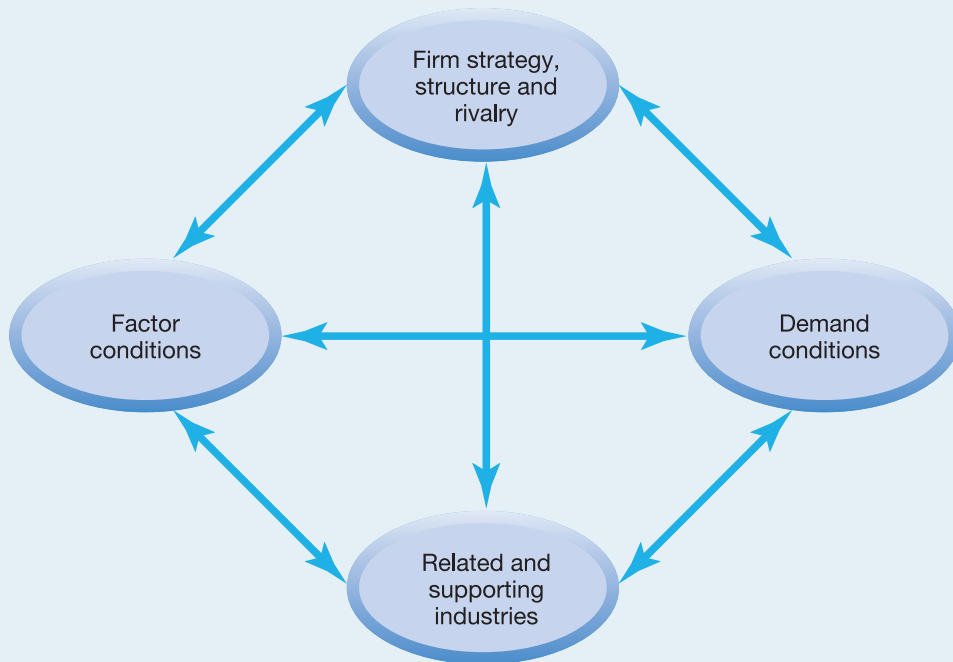 Firm strategy,
structure and
rivalry
Factor
conditions
Demand
conditions
Related and
supporting
industries